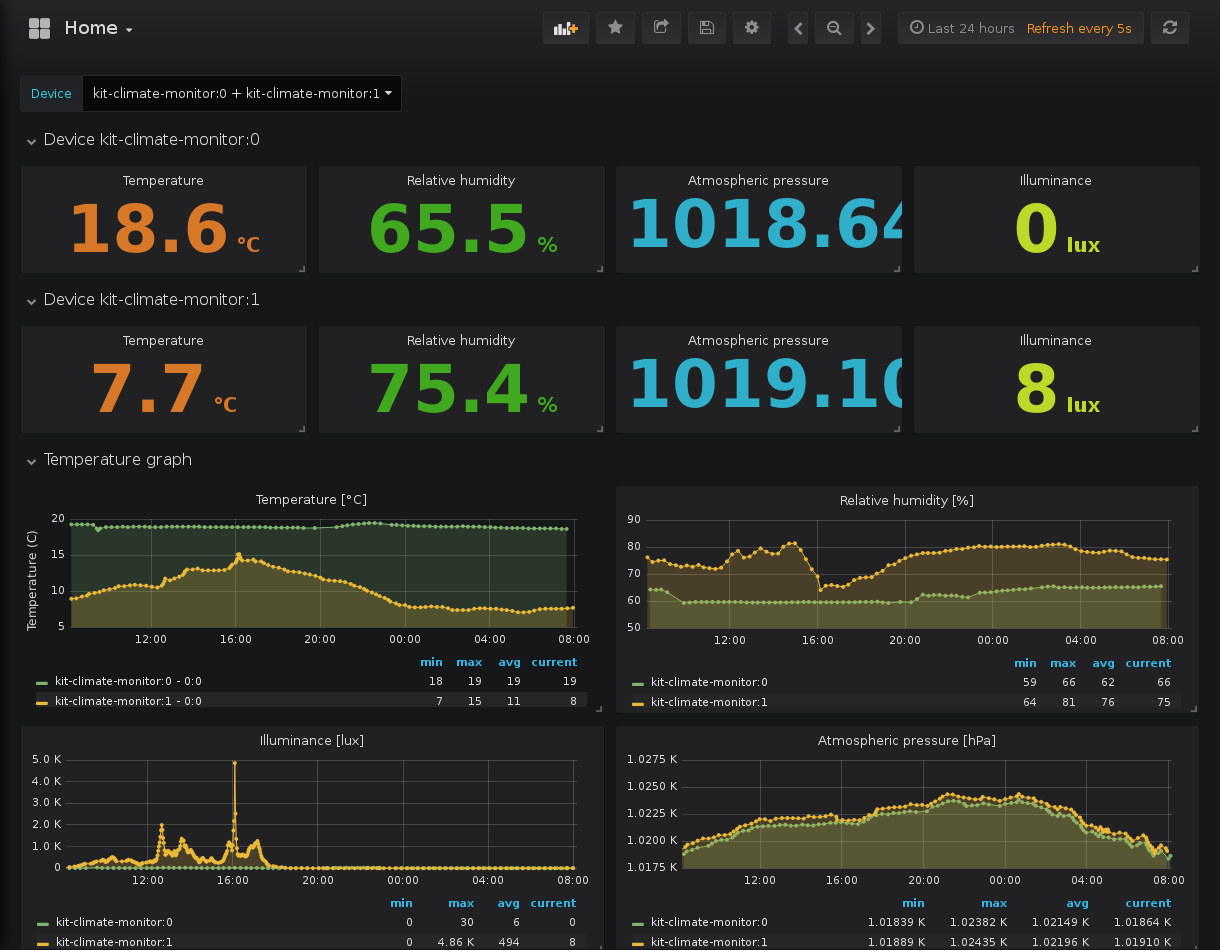 Home
Last 24 hours Refresh every 5s
Device kit-climate-monitor:0 + kit-climate-monitor:1
Device kit-climate-monitor:0
Temperature Relative humidity Atmospheric pressure Illuminance
18.6 °C 65.5 % 1018.64 0 lux
Device kit-climate-monitor:1
Temperature Relative humidity Atmospheric pressure Illuminance
7.7 °C 75.4 % 1019.10 8 lux
Temperature graph
Temperature [°C]
Temperature (C)
20
15
10
5
12:00 16:00 20:00 00:00 04:00 08:00
min max avg current
kit-climate-monitor:0 - 0:0 18 19 19 19
kit-climate-monitor:1 - 0:0 7 15 11 8
Relative humidity [%]
90
80
70
60
50
12:00 16:00 20:00 00:00 04:00 08:00
min max avg current
kit-climate-monitor:0 59 66 62 66
kit-climate-monitor:1 64 81 76 75
Illuminance [lux]
5.0 K
4.0 K
3.0 K
2.0 K
1.0 K
0
12:00 16:00 20:00 00:00 04:00 08:00
min max avg current
kit-climate-monitor:0 0 30 6 0
kit-climate-monitor:1 0 4.86 K 494 8
Atmospheric pressure [hPa]
1.0275 K
1.0250 K
1.0225 K
1.0200 K
1.0175 K
12:00 16:00 20:00 00:00 04:00 08:00
min max avg current
kit-climate-monitor:0 1.01839 K 1.02382 K 1.02149 K 1.01864 K
kit-climate-monitor:1 1.01889 K 1.02435 K 1.02196 K 1.01910 K